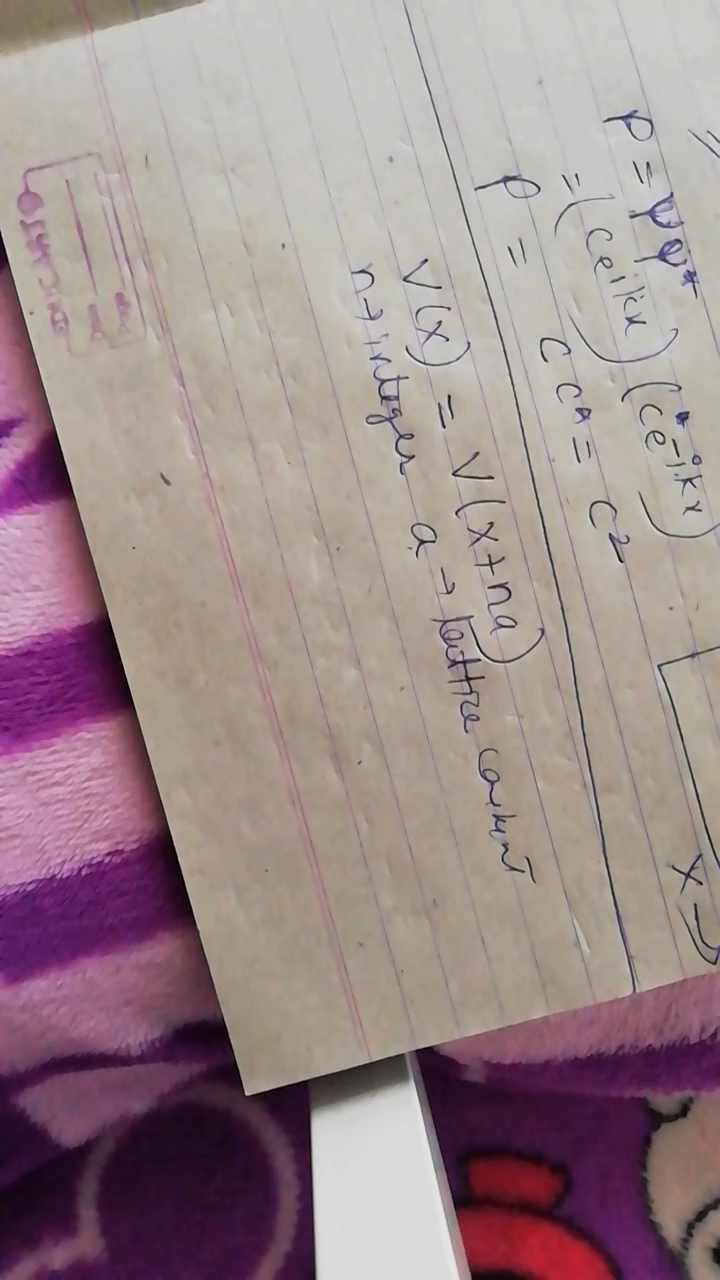 P = ψψ*
= (Ce^ikx) (C*e^-ikx)
CC* = C²
P =
V(x) = V(x+na)
n→integer a → lattice constant
x →